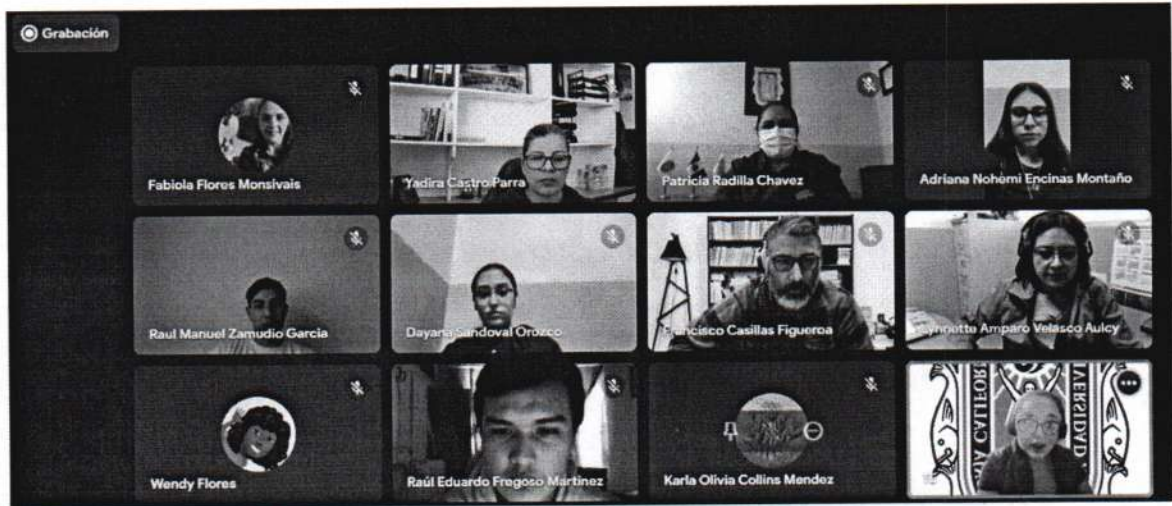 Grabación
Fabiola Flores Monsivais
Yadira Castro Parra
Patricia Radilla Chavez
Adriana Nohemi Encinas Montaño
Raul Manuel Zamudio Garcia
Dayana Sandoval Orozco
Francisco Casillas Figueroa
Lynnette Amparo Velasco Aulcy
Wendy Flores
Raúl Eduardo Fregoso Martinez
Karla Olivia Collins Mendez
CALIFOR
IVERSIDAD